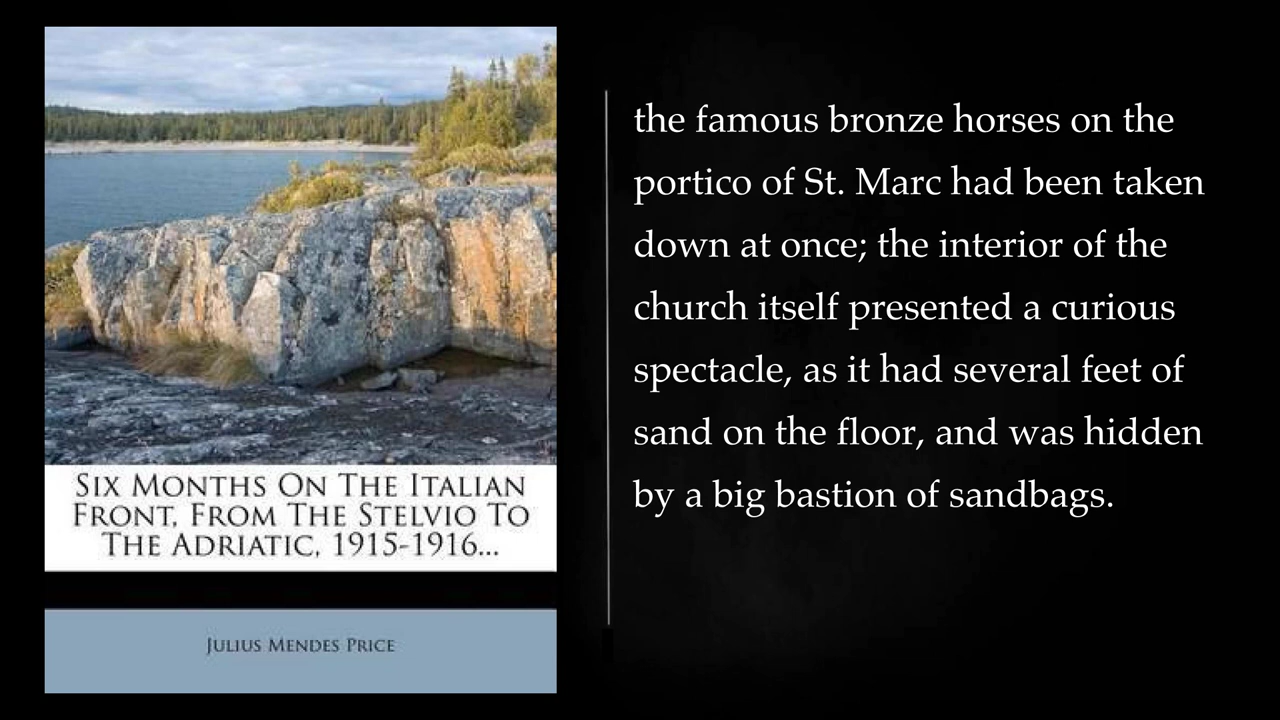 SIX MONTHS ON THE ITALIAN
FRONT, FROM THE STELVIO TO
THE ADRIATIC, 1915-1916...
JULIUS MENDES PRICE
the famous bronze horses on the
portico of St. Marc had been taken
down at once; the interior of the
church itself presented a curious
spectacle, as it had several feet of
sand on the floor, and was hidden
by a big bastion of sandbags.